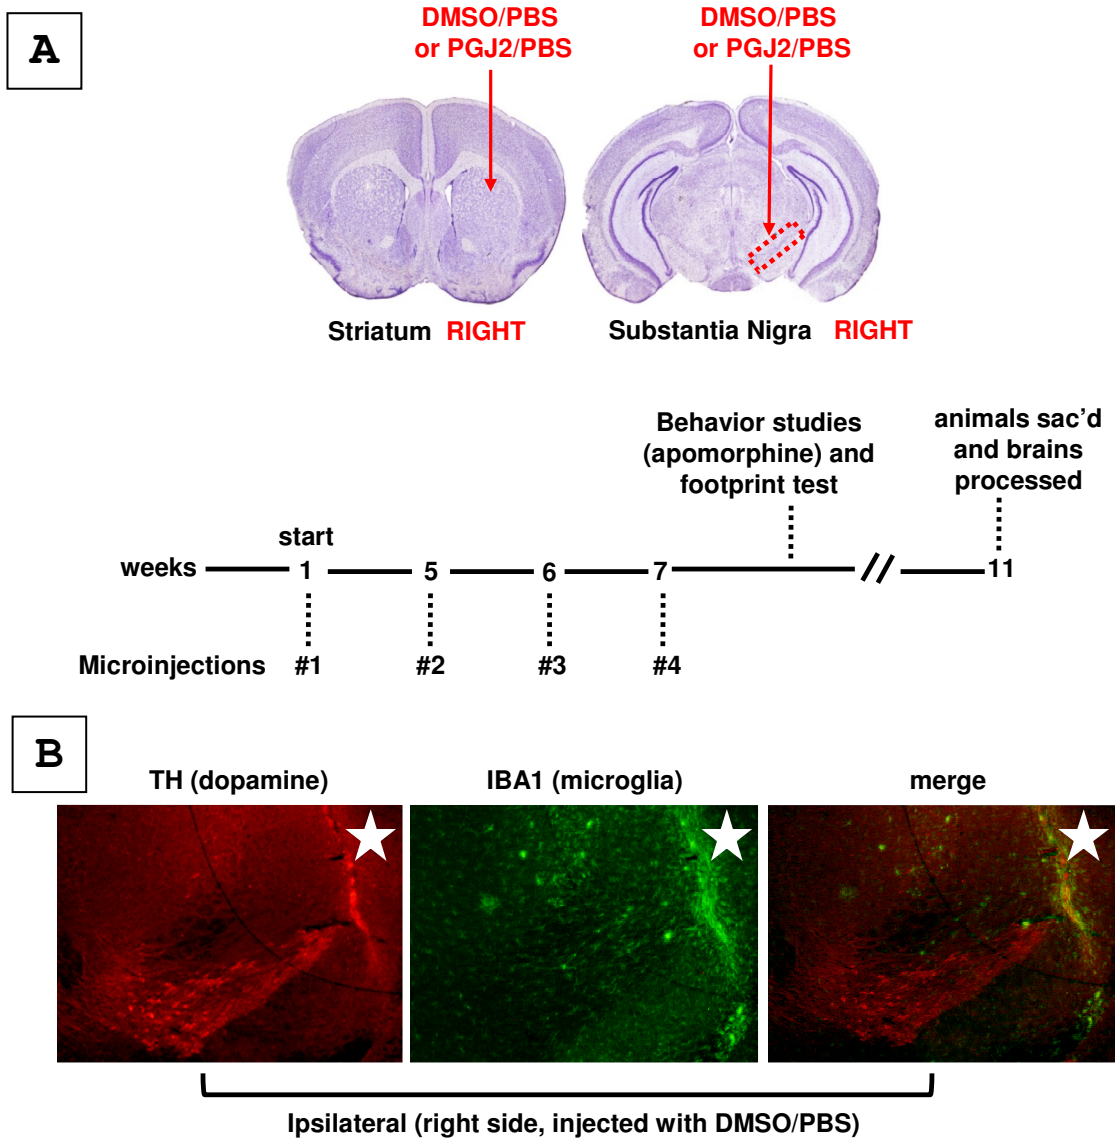 A
DMSO/PBS
or PGJ2/PBS
DMSO/PBS
or PGJ2/PBS
Striatum RIGHT
Substantia Nigra RIGHT
Behavior studies
(apomorphine) and
footprint test
animals sac’d
and brains
processed
start
weeks 1 5 6 7 // 11
Microinjections #1 #2 #3 #4
B
TH (dopamine)
IBA1 (microglia)
merge
Ipsilateral (right side, injected with DMSO/PBS)